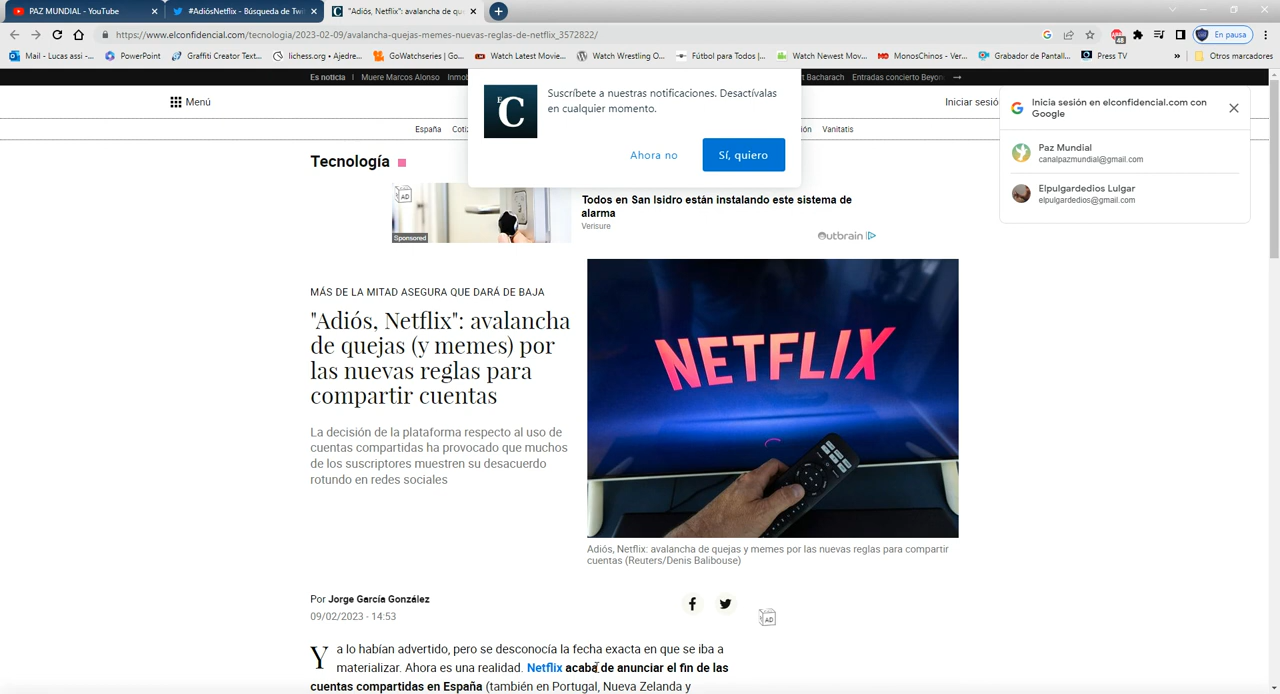 PAZ MUNDIAL - YouTube
#AdiósNetflix - Búsqueda de Twit
"Adiós, Netflix": avalancha de qu
https://www.elconfidencial.com/tecnologia/2023-02-09/avalancha-quejas-memes-nuevas-reglas-de-netflix_3572822/
En pausa
Mail - Lucas assi -...
PowerPoint
Graffiti Creator Text...
lichess.org • Ajedre...
GoWatchseries | Go...
Watch Latest Movie...
Watch Wrestling O...
Fútbol para Todos |...
Watch Newest Mov...
MonosChinos - Ver...
Grabador de Pantal...
Press TV
»
Otros marcadores
Es noticia
Muere Marcos Alonso
Inmob
t Bacharach
Entradas concierto Beyon
→
Menú
Iniciar sesió
España
Cotiz
ión
Vanitatis
C
Suscríbete a nuestras notificaciones. Desactívalas
en cualquier momento.
Ahora no
Sí, quiero
Inicia sesión en elconfidencial.com con
Google
Paz Mundial
canalpazmundial@gmail.com
Elpulgardedios Lulgar
elpulgardedios@gmail.com
Tecnología
AD
Sponsored
Todos en San Isidro están instalando este sistema de
alarma
Verisure
Outbrain
MÁS DE LA MITAD ASEGURA QUE DARÁ DE BAJA
"Adiós, Netflix": avalancha
de quejas (y memes) por
las nuevas reglas para
compartir cuentas
La decisión de la plataforma respecto al uso de
cuentas compartidas ha provocado que muchos
de los suscriptores muestren su desacuerdo
rotundo en redes sociales
NETFLIX
Adiós, Netflix: avalancha de quejas y memes por las nuevas reglas para compartir
cuentas (Reuters/Denis Balibouse)
Por Jorge García González
09/02/2023 - 14:53
AD
Ya lo habían advertido, pero se desconocía la fecha exacta en que se iba a
materializar. Ahora es una realidad. Netflix acaba de anunciar el fin de las
cuentas compartidas en España (también en Portugal, Nueva Zelanda y